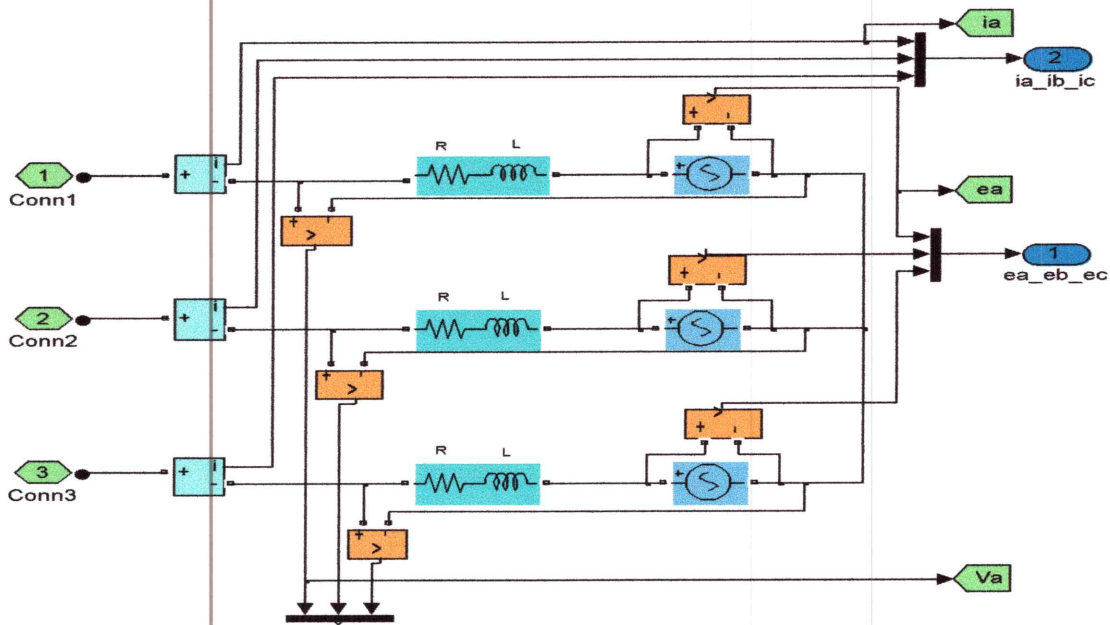 ia
2
ia_ib_ic
+ -
R L
1
Conn1
+ i -
+
ea
+ -
+ -
1
ea_eb_ec
R L
2
Conn2
+ i -
+
+ -
+ -
R L
3
Conn3
+ i -
+
+ -
Va